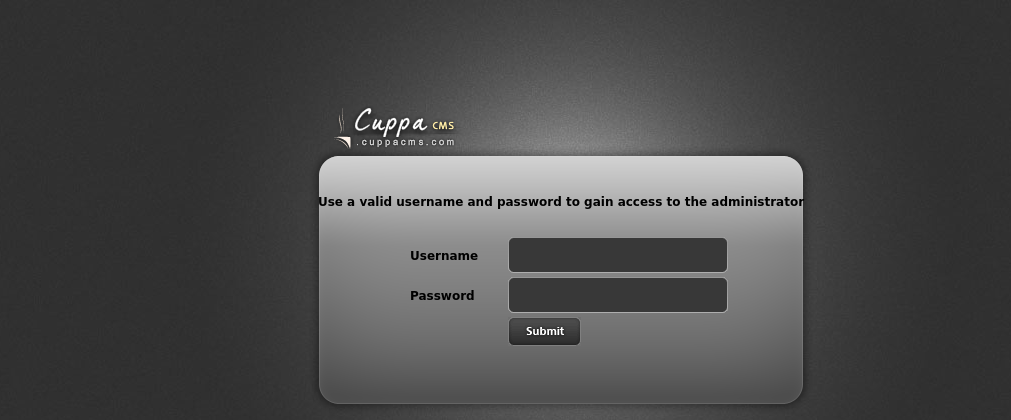 Cuppa CMS
.cuppacms.com
Use a valid username and password to gain access to the administrator
Username
Password
Submit